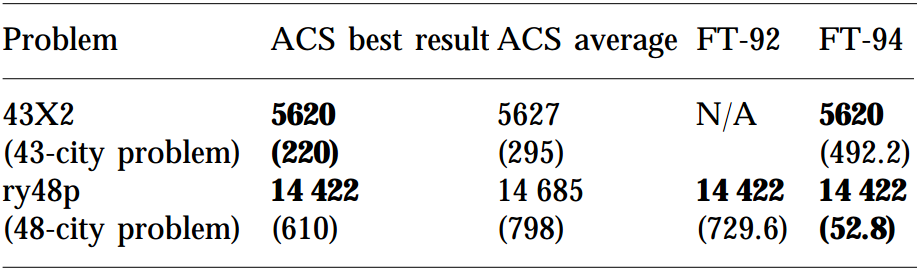 Problem ACS best result ACS average FT-92 FT-94
43X2 5620 5627 N/A 5620
(43-city problem) (220) (295) (492.2)
ry48p 14 422 14 685 14 422 14 422
(48-city problem) (610) (798) (729.6) (52.8)